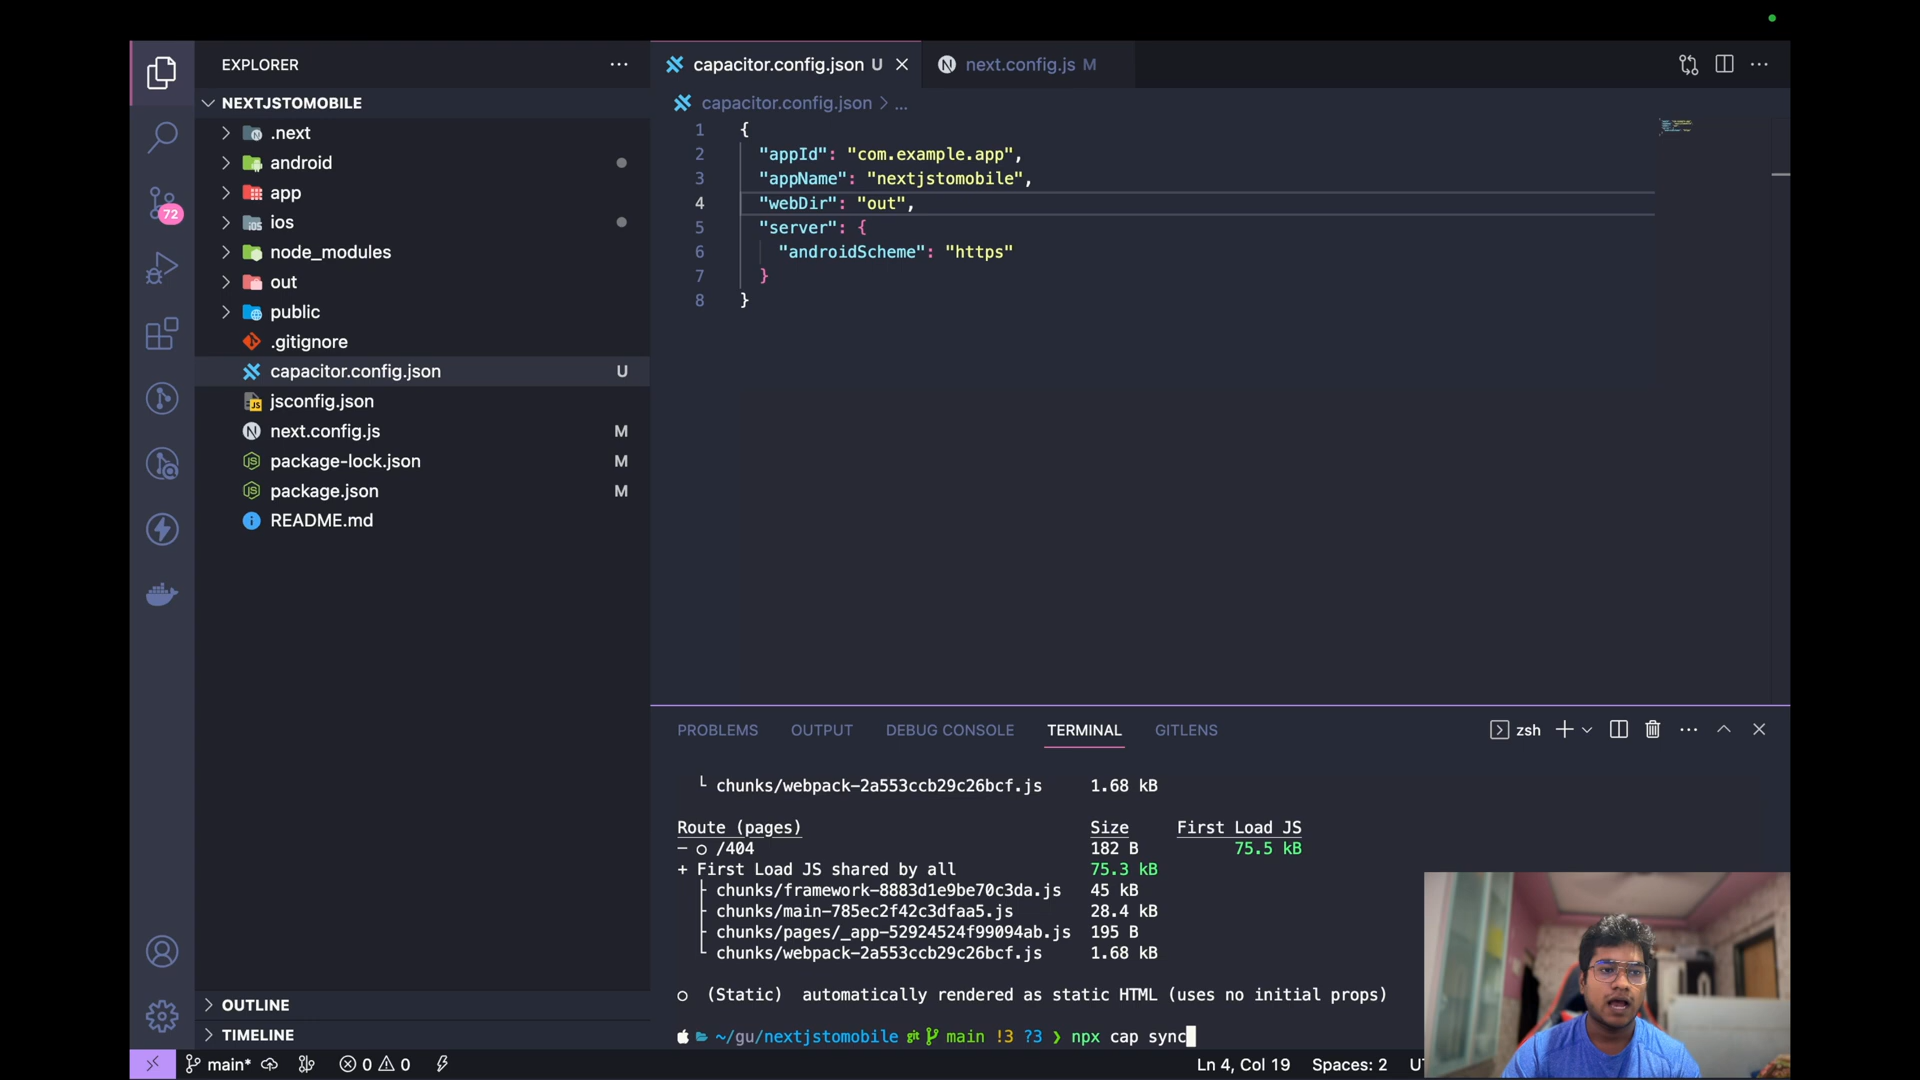 EXPLORER
NEXTJSTOMOBILE
.next
android
app
ios
node_modules
out
public
.gitignore
capacitor.config.json U
jsconfig.json
next.config.js M
package-lock.json M
package.json M
README.md
OUTLINE
TIMELINE
72
capacitor.config.json U
next.config.js M
capacitor.config.json > ...
1 {
2 "appId": "com.example.app",
3 "appName": "nextjstomobile",
4 "webDir": "out",
5 "server": {
6 "androidScheme": "https"
7 }
8 }
PROBLEMS OUTPUT DEBUG CONSOLE TERMINAL GITLENS
zsh
└ chunks/webpack-2a553ccb29c26bcf.js 1.68 kB
Route (pages) Size First Load JS
─ ○ /404 182 B 75.5 kB
+ First Load JS shared by all 75.3 kB
├ chunks/framework-8883d1e9be70c3da.js 45 kB
├ chunks/main-785ec2f42c3dfaa5.js 28.4 kB
├ chunks/pages/_app-52924524f99094ab.js 195 B
└ chunks/webpack-2a553ccb29c26bcf.js 1.68 kB
○ (Static) automatically rendered as static HTML (uses no initial props)
~/gu/nextjstomobile git main !3 ?3 ❯ npx cap sync
main* 0 0 Ln 4, Col 19 Spaces: 2